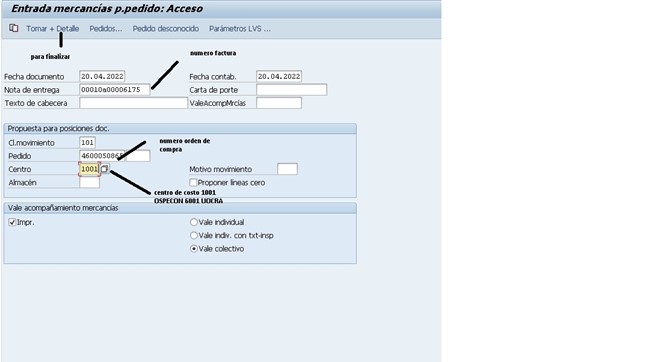 Entrada mercancías p.pedido: Acceso
Tomar + Detalle Pedidos... Pedido desconocido Parámetros LVS ...
para finalizar
numero factura
Fecha documento 20.04.2022 Fecha contab. 20.04.2022
Nota de entrega 00010a00006175 Carta de porte
Texto de cabecera ValeAcompMrcías
Propuesta para posiciones doc.
Cl.movimiento 101
numero orden de
compra
Pedido 4600050865
Centro 1001 Motivo movimiento
Almacén Proponer líneas cero
centro de costo 1001
OSPECON 6001 UOCRA
Vale acompañamiento mercancías
Impr. Vale individual
Vale indiv. con txt-insp
Vale colectivo